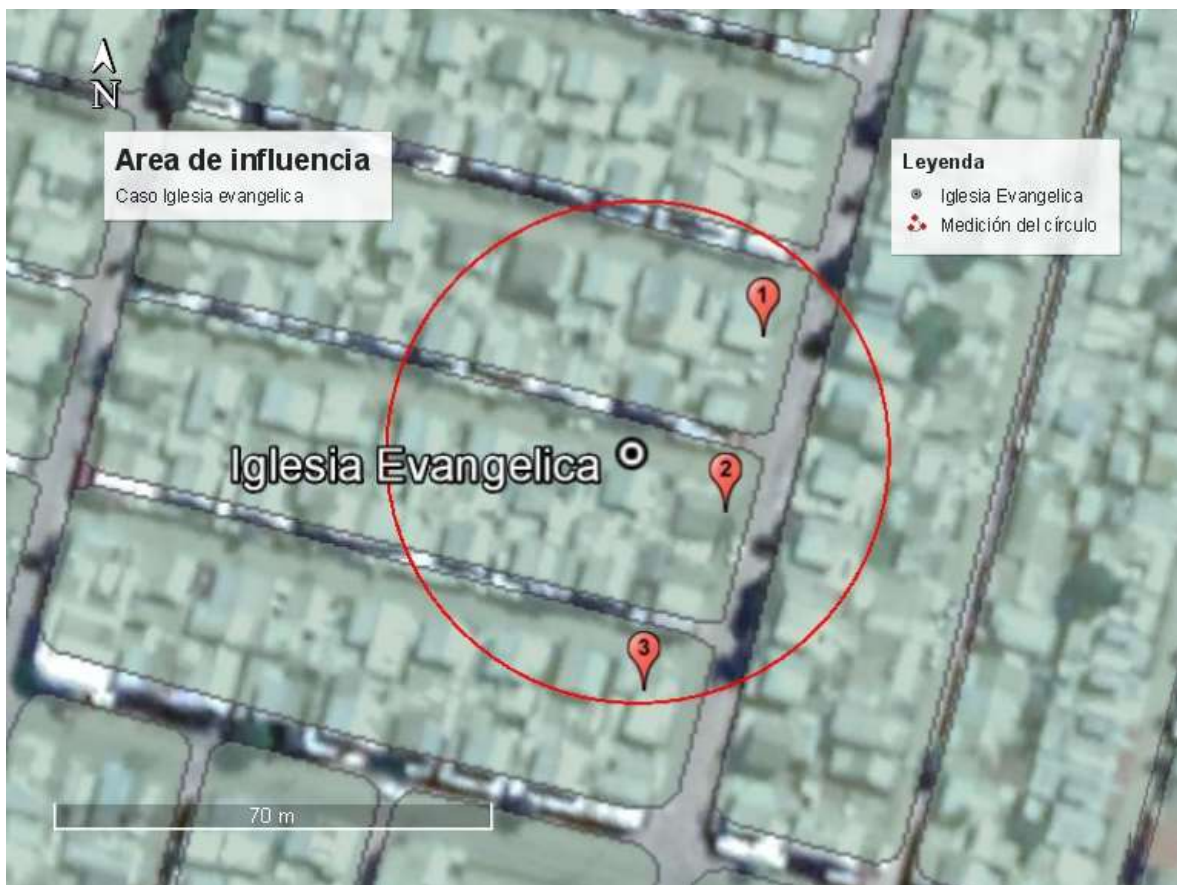 N
Area de influencia
Caso Iglesia evangelica
Leyenda
Iglesia Evangelica
Medición del círculo
1
2
Iglesia Evangelica
3
70 m